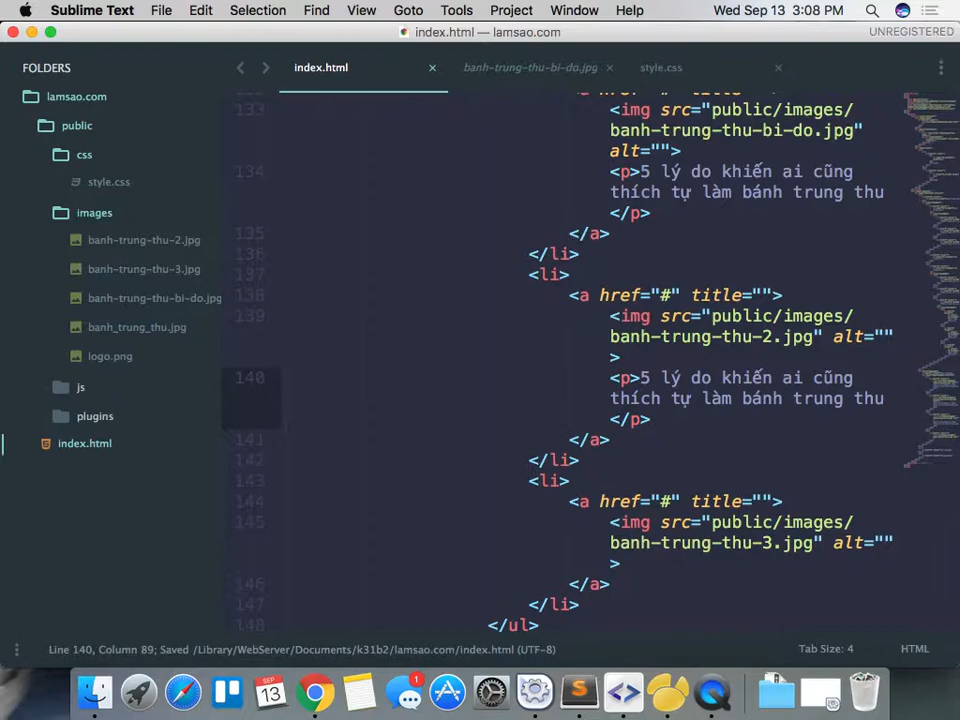 Sublime Text File Edit Selection Find View Goto Tools Project Window Help Wed Sep 13 3:08 PM
index.html — lamsao.com UNREGISTERED
FOLDERS
lamsao.com
public
css
style.css
images
banh-trung-thu-2.jpg
banh-trung-thu-3.jpg
banh-trung-thu-bi-do.jpg
banh_trung_thu.jpg
logo.png
js
plugins
index.html
index.html × banh-trung-thu-bi-do.jpg × style.css ×
<a href="#" title="">
133 <img src="public/images/
banh-trung-thu-bi-do.jpg"
alt="">
134 <p>5 lý do khiến ai cũng
thích tự làm bánh trung thu
</p>
135 </a>
136 </li>
137 <li>
138 <a href="#" title="">
139 <img src="public/images/
banh-trung-thu-2.jpg" alt=""
>
140 <p>5 lý do khiến ai cũng
thích tự làm bánh trung thu
</p>
141 </a>
142 </li>
143 <li>
144 <a href="#" title="">
145 <img src="public/images/
banh-trung-thu-3.jpg" alt=""
>
146 </a>
147 </li>
148 </ul>
Line 140, Column 89; Saved /Library/WebServer/Documents/k31b2/lamsao.com/index.html (UTF-8) Tab Size: 4 HTML
SEP
13
1
S